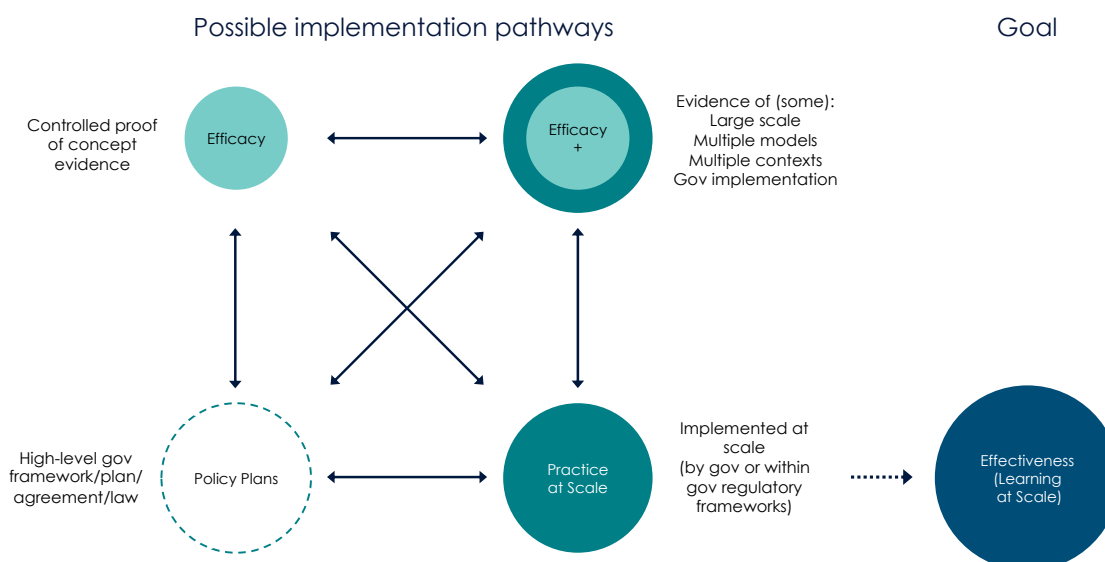 Possible implementation pathways
Goal
Controlled proof
of concept
evidence
Efficacy
Efficacy
+
Evidence of (some):
Large scale
Multiple models
Multiple contexts
Gov implementation
High-level gov
framework/plan/
agreement/law
Policy Plans
Practice
at Scale
Implemented at
scale
(by gov or within
gov regulatory
frameworks)
Effectiveness
(Learning
at Scale)